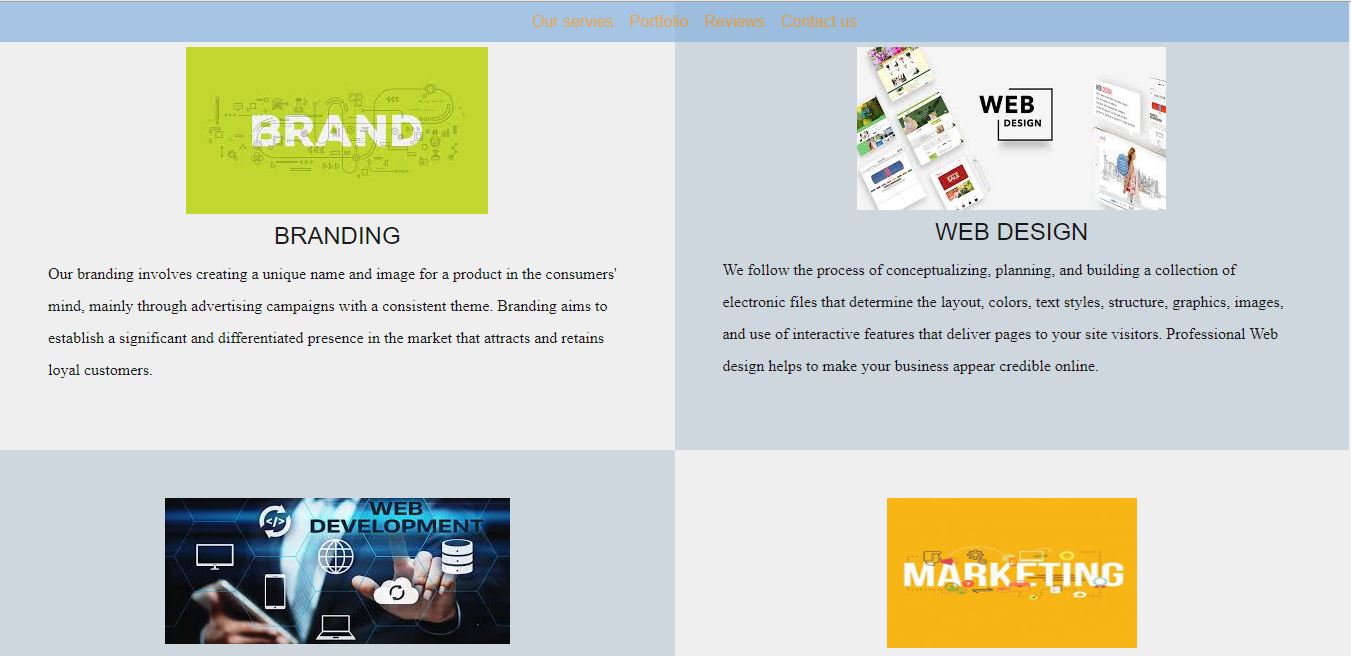 Our servies Portfolio Reviews Contact us
BRAND
BRANDING
Our branding involves creating a unique name and image for a product in the consumers'
mind, mainly through advertising campaigns with a consistent theme. Branding aims to
establish a significant and differentiated presence in the market that attracts and retains
loyal customers.
WEB
DESIGN
WEB DESIGN
SALE
WEB DESIGN
We follow the process of conceptualizing, planning, and building a collection of
electronic files that determine the layout, colors, text styles, structure, graphics, images,
and use of interactive features that deliver pages to your site visitors. Professional Web
design helps to make your business appear credible online.
WEB
DEVELOPMENT
MARKETING